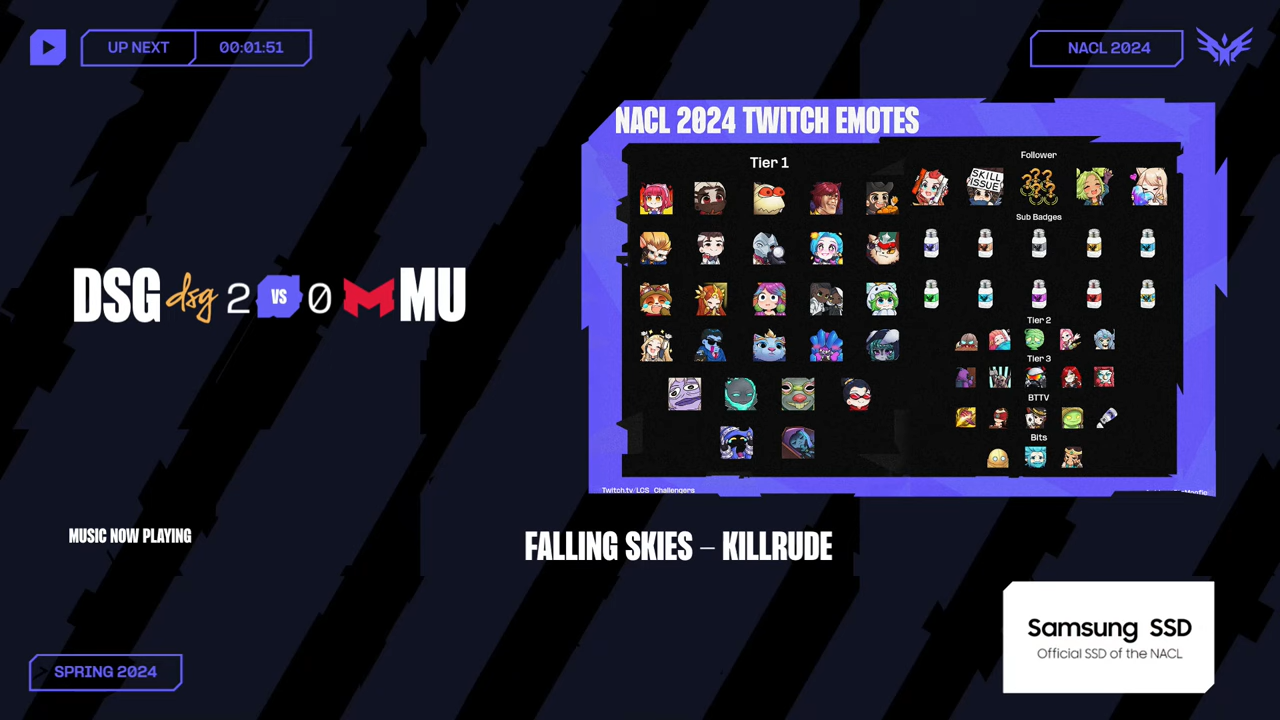 UP NEXT
00:01:51
NACL 2024
NACL 2024 TWITCH EMOTES
Tier 1
Follower
SKILL
ISSUE
Sub Badges
Tier 2
Tier 3
BTTV
Bits
Twitch.tv/LCS_Challengers
DSG dsg 2 VS 0 MU
MUSIC NOW PLAYING
FALLING SKIES – KILLRUDE
Samsung SSD
Official SSD of the NACL
SPRING 2024